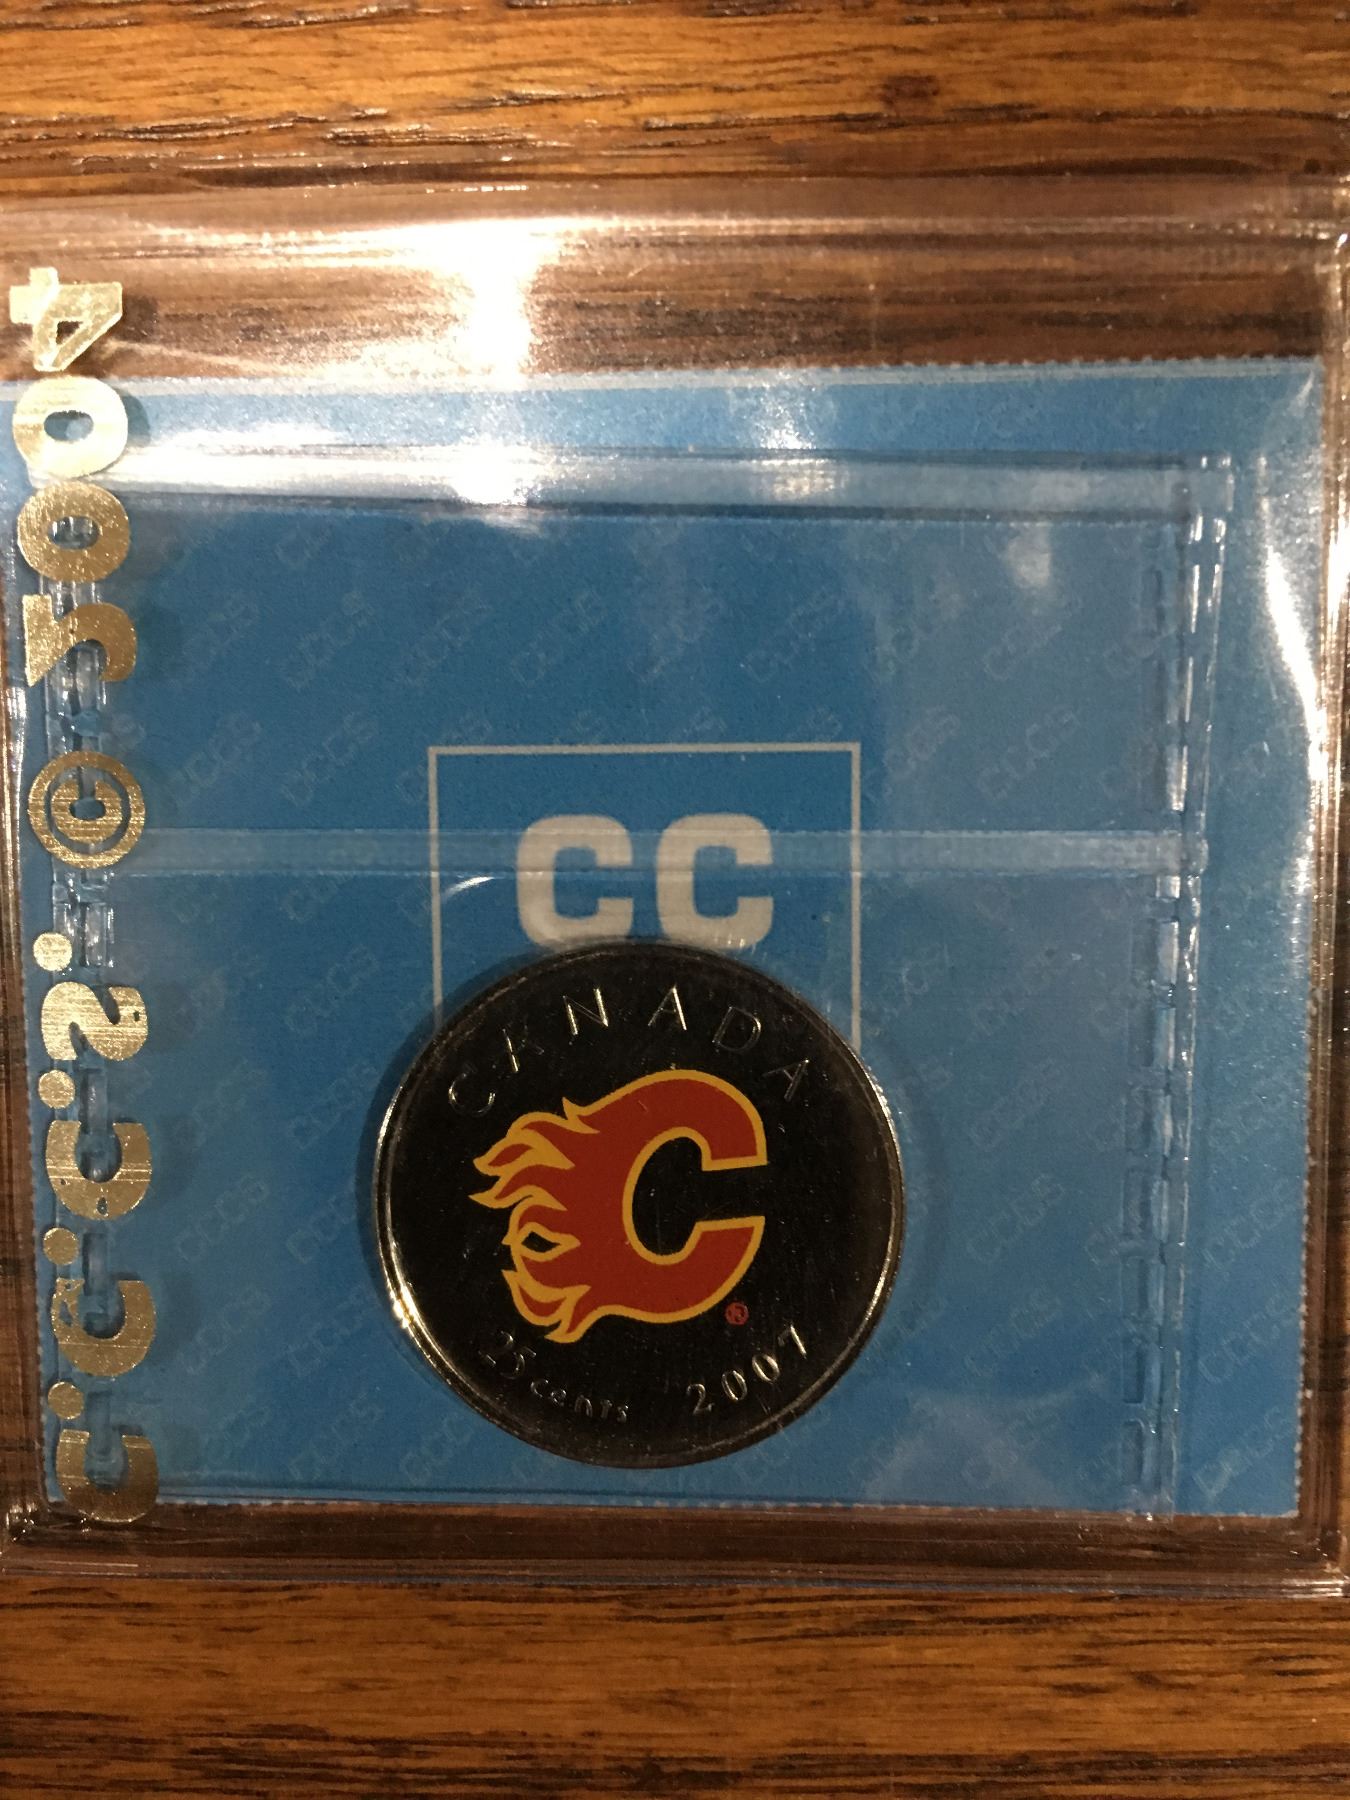 C.C.C.S. © 2004
CC
CANADA
C
25 cents 2007